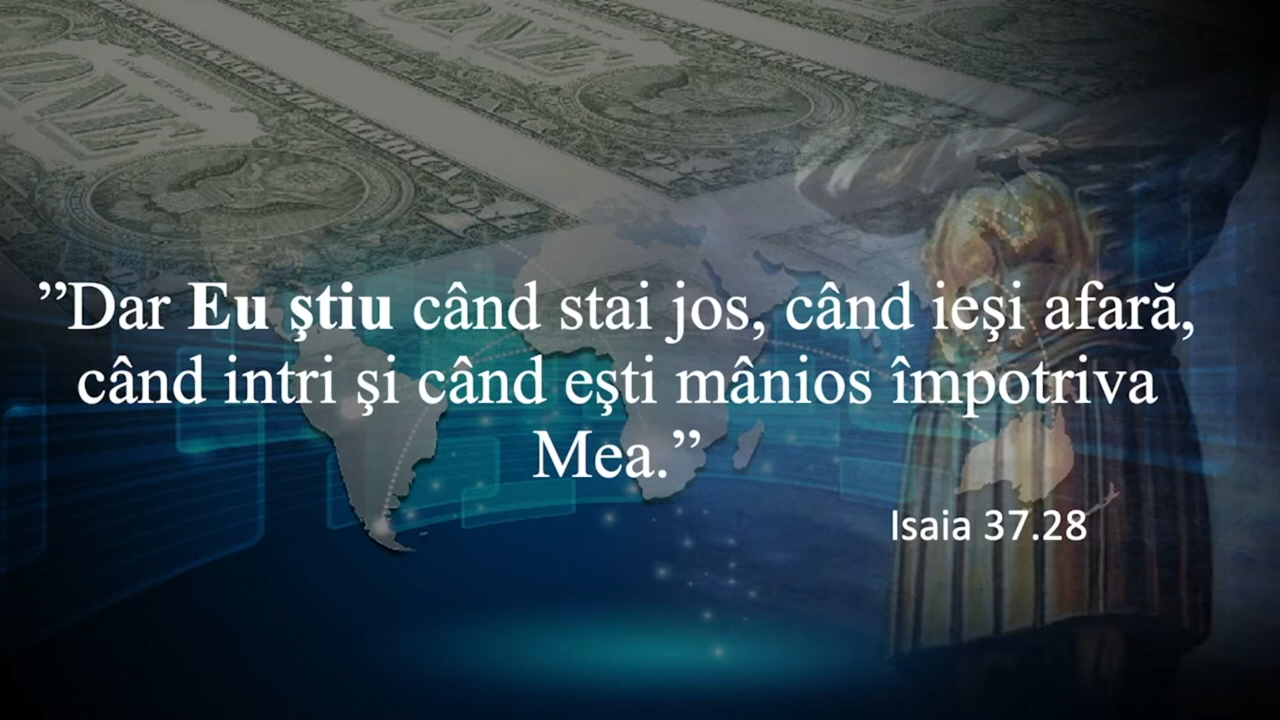 ”Dar Eu ştiu când stai jos, când ieşi afară,
când intri şi când eşti mânios împotriva
Mea.”
Isaia 37.28